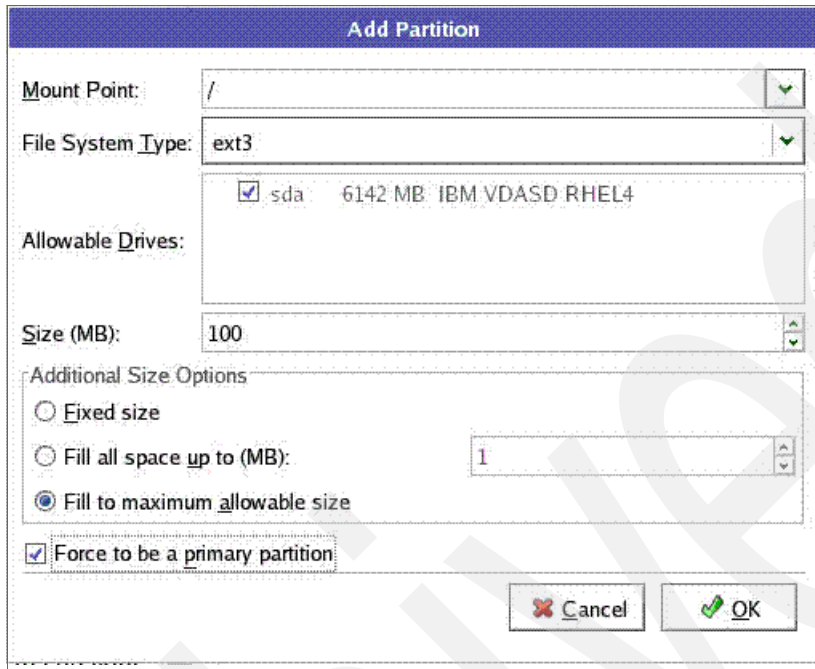 Add Partition
Mount Point: /
File System Type: ext3
Allowable Drives:
sda 6142 MB IBM VDASD RHEL4
Size (MB): 100
Additional Size Options
Fixed size
Fill all space up to (MB): 1
Fill to maximum allowable size
Force to be a primary partition
Cancel OK